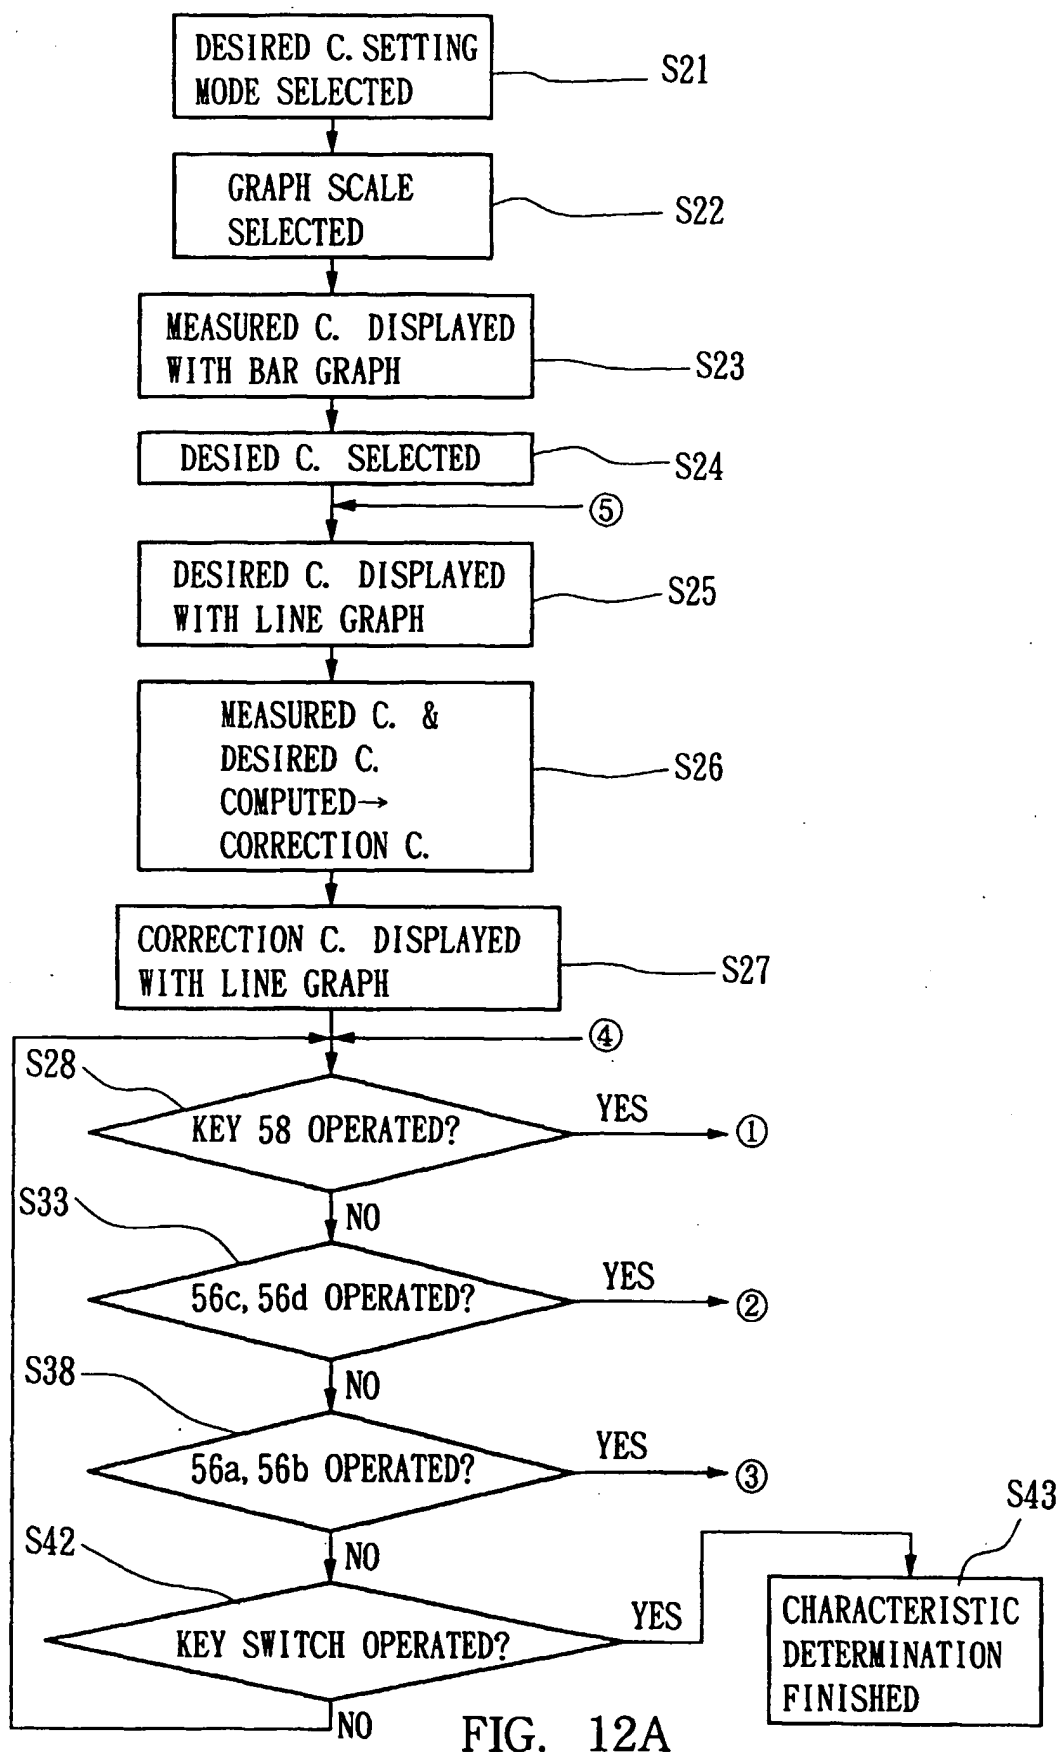 DESIRED C. SETTING
MODE SELECTED
S21
GRAPH SCALE
SELECTED
S22
MEASURED C. DISPLAYED
WITH BAR GRAPH
S23
DESIED C. SELECTED
S24
⑤
DESIRED C. DISPLAYED
WITH LINE GRAPH
S25
MEASURED C. &
DESIRED C.
COMPUTED→
CORRECTION C.
S26
CORRECTION C. DISPLAYED
WITH LINE GRAPH
S27
④
S28
KEY 58 OPERATED?
YES
①
NO
S33
56c, 56d OPERATED?
YES
②
NO
S38
56a, 56b OPERATED?
YES
③
NO
S42
KEY SWITCH OPERATED?
YES
NO
S43
CHARACTERISTIC
DETERMINATION
FINISHED
FIG. 12A